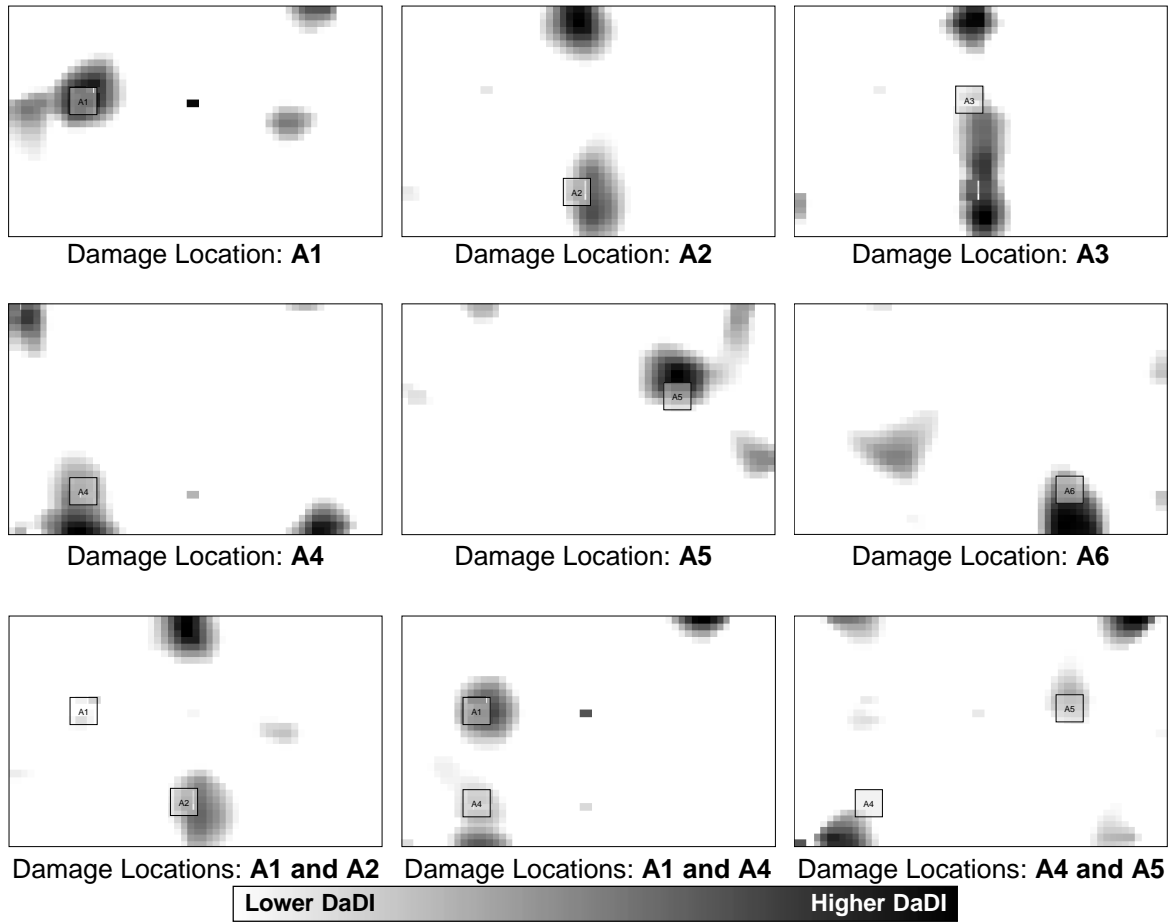 A1
A2
A3
Damage Location: A1
Damage Location: A2
Damage Location: A3
A4
A5
A6
Damage Location: A4
Damage Location: A5
Damage Location: A6
A1
A2
A1
A4
A5
A4
Damage Locations: A1 and A2
Damage Locations: A1 and A4
Damage Locations: A4 and A5
Lower DaDI
Higher DaDI